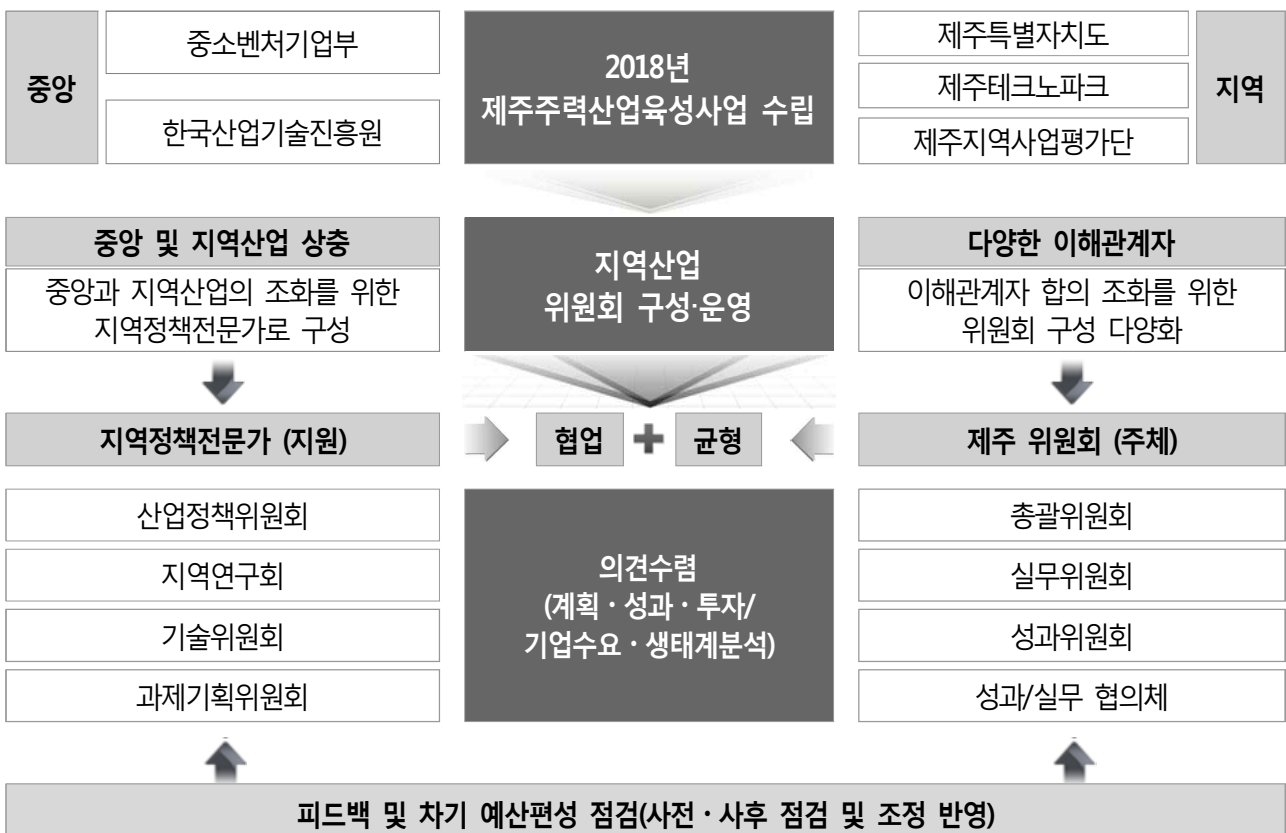 중앙
중소벤처기업부
한국산업기술진흥원
2018년
제주주력산업육성사업 수립
제주특별자치도
제주테크노파크
제주지역사업평가단
지역
중앙 및 지역산업 상충
중앙과 지역산업의 조화를 위한
지역정책전문가로 구성
지역산업
위원회 구성·운영
다양한 이해관계자
이해관계자 합의 조화를 위한
위원회 구성 다양화
지역정책전문가 (지원)
협업 + 균형
제주 위원회 (주체)
산업정책위원회
지역연구회
기술위원회
과제기획위원회
의견수렴
(계획·성과·투자/
기업수요·생태계분석)
총괄위원회
실무위원회
성과위원회
성과/실무 협의체
피드백 및 차기 예산편성 점검(사전·사후 점검 및 조정 반영)